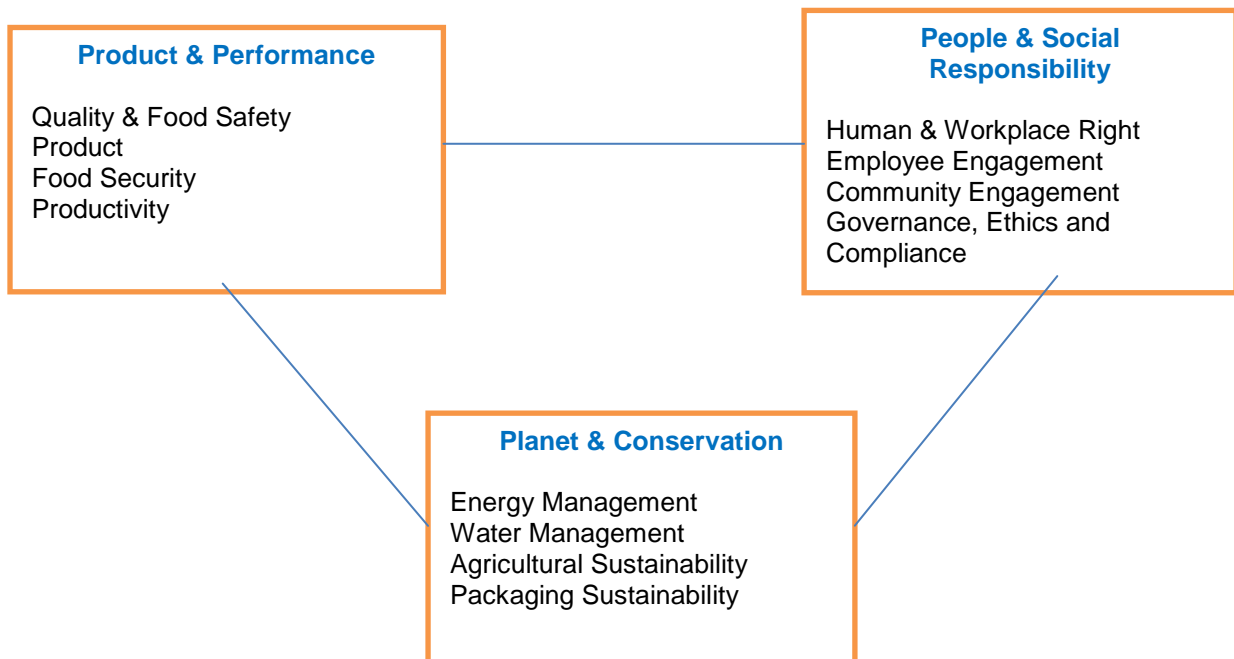 Product & Performance
Quality & Food Safety
Product
Food Security
Productivity
People & Social
Responsibility
Human & Workplace Right
Employee Engagement
Community Engagement
Governance, Ethics and
Compliance
Planet & Conservation
Energy Management
Water Management
Agricultural Sustainability
Packaging Sustainability